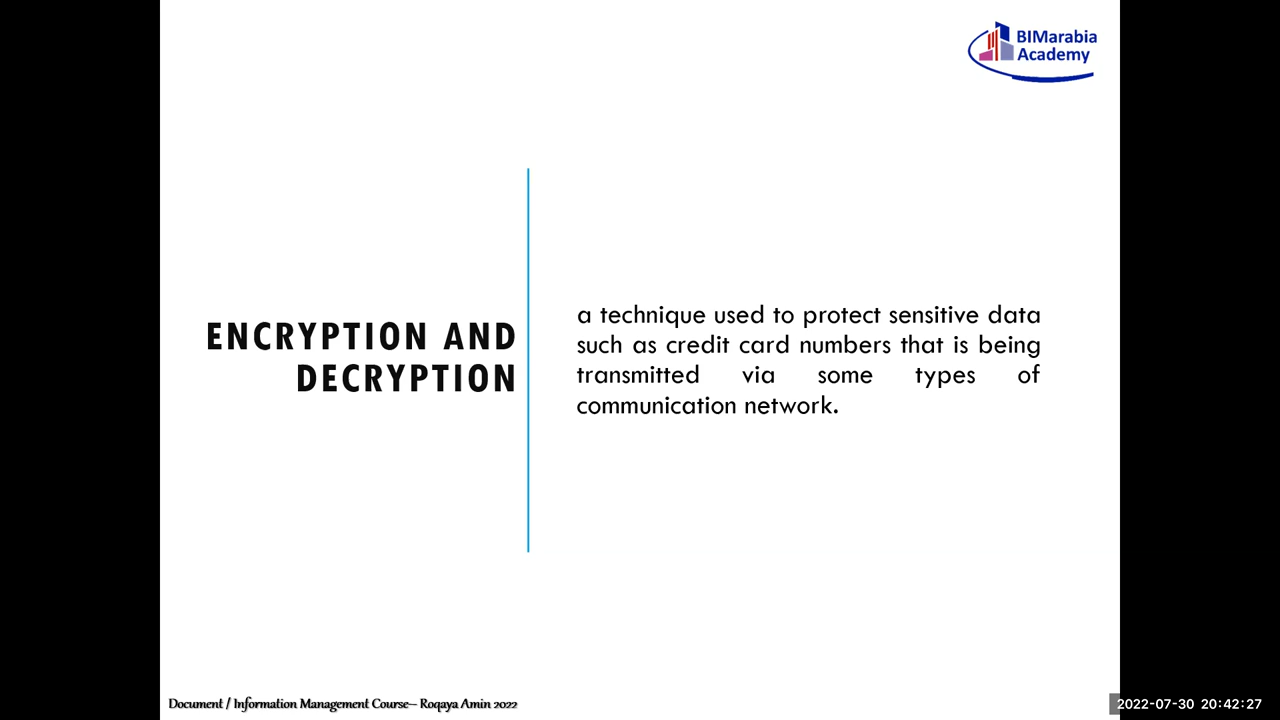 BIMarabia
Academy
ENCRYPTION AND
DECRYPTION
a technique used to protect sensitive data
such as credit card numbers that is being
transmitted via some types of
communication network.
Document / Information Management Course– Roqaya Amin 2022
2022-07-30 20:42:27